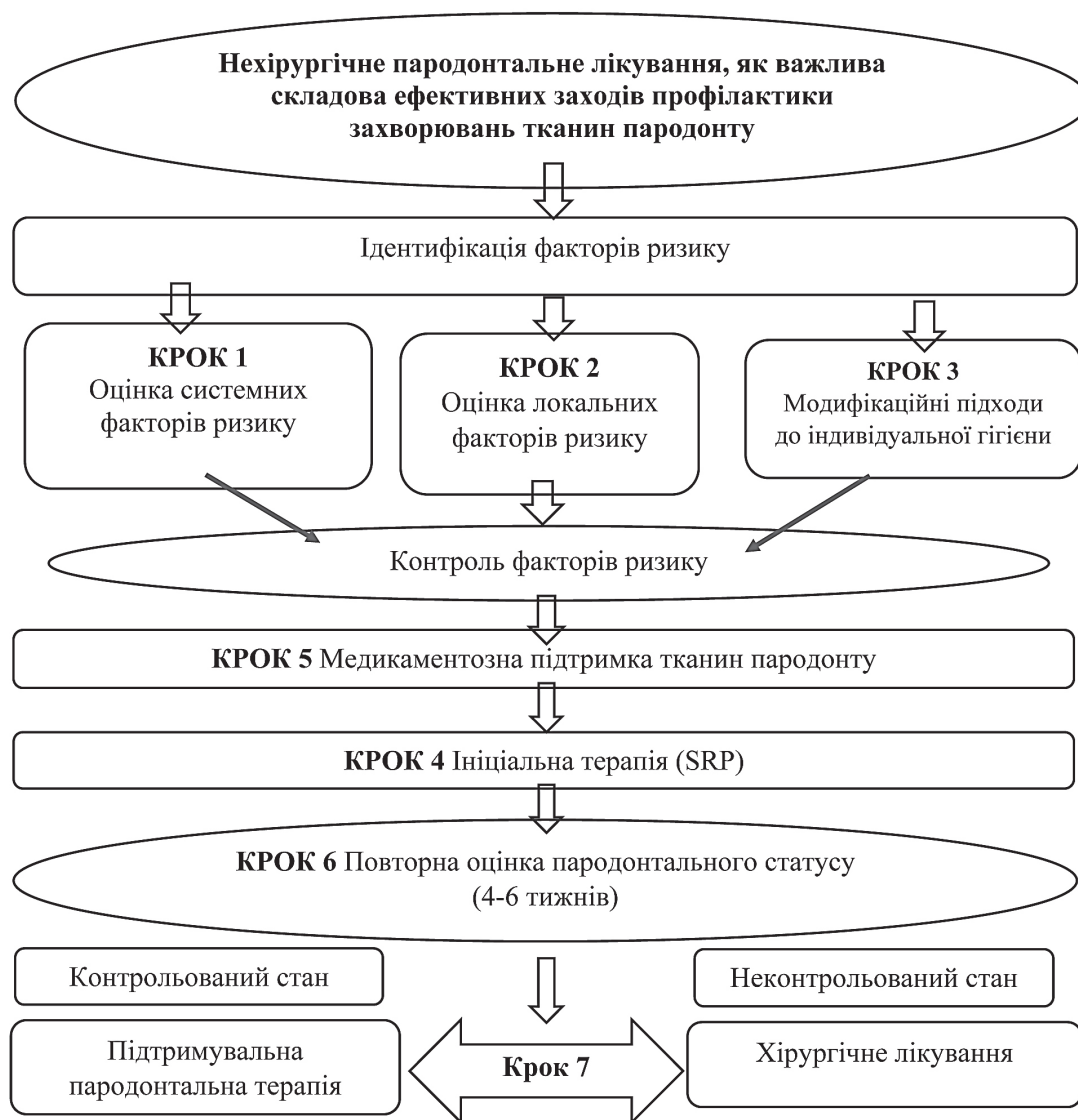 Нехірургічне пародонтальне лікування, як важлива
складова ефективних заходів профілактики
захворювань тканин пародонту
Ідентифікація факторів ризику
КРОК 1
Оцінка системних
факторів ризику
КРОК 2
Оцінка локальних
факторів ризику
КРОК 3
Модифікаційні підходи
до індивідуальної гігієни
Контроль факторів ризику
КРОК 5 Медикаментозна підтримка тканин пародонту
КРОК 4 Ініціальна терапія (SRP)
КРОК 6 Повторна оцінка пародонтального статусу
(4-6 тижнів)
Контрольований стан
Неконтрольований стан
Підтримувальна
пародонтальна терапія
Крок 7
Хірургічне лікування